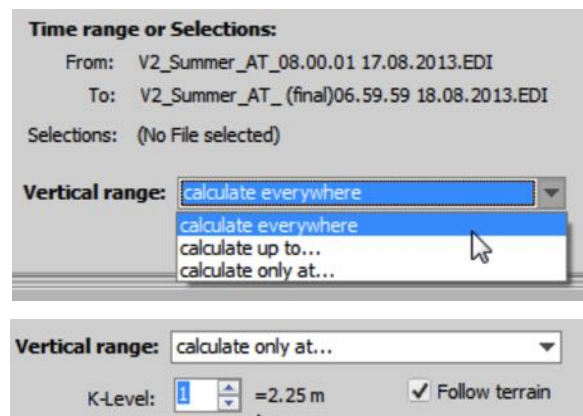 Time range or Selections:
From: V2_Summer_AT_08.00.01 17.08.2013.EDI
To: V2_Summer_AT_ (final)06.59.59 18.08.2013.EDI
Selections: (No File selected)
Vertical range: calculate everywhere
calculate everywhere
calculate up to...
calculate only at...
Vertical range: calculate only at...
K-Level: 1 =2.25 m Follow terrain